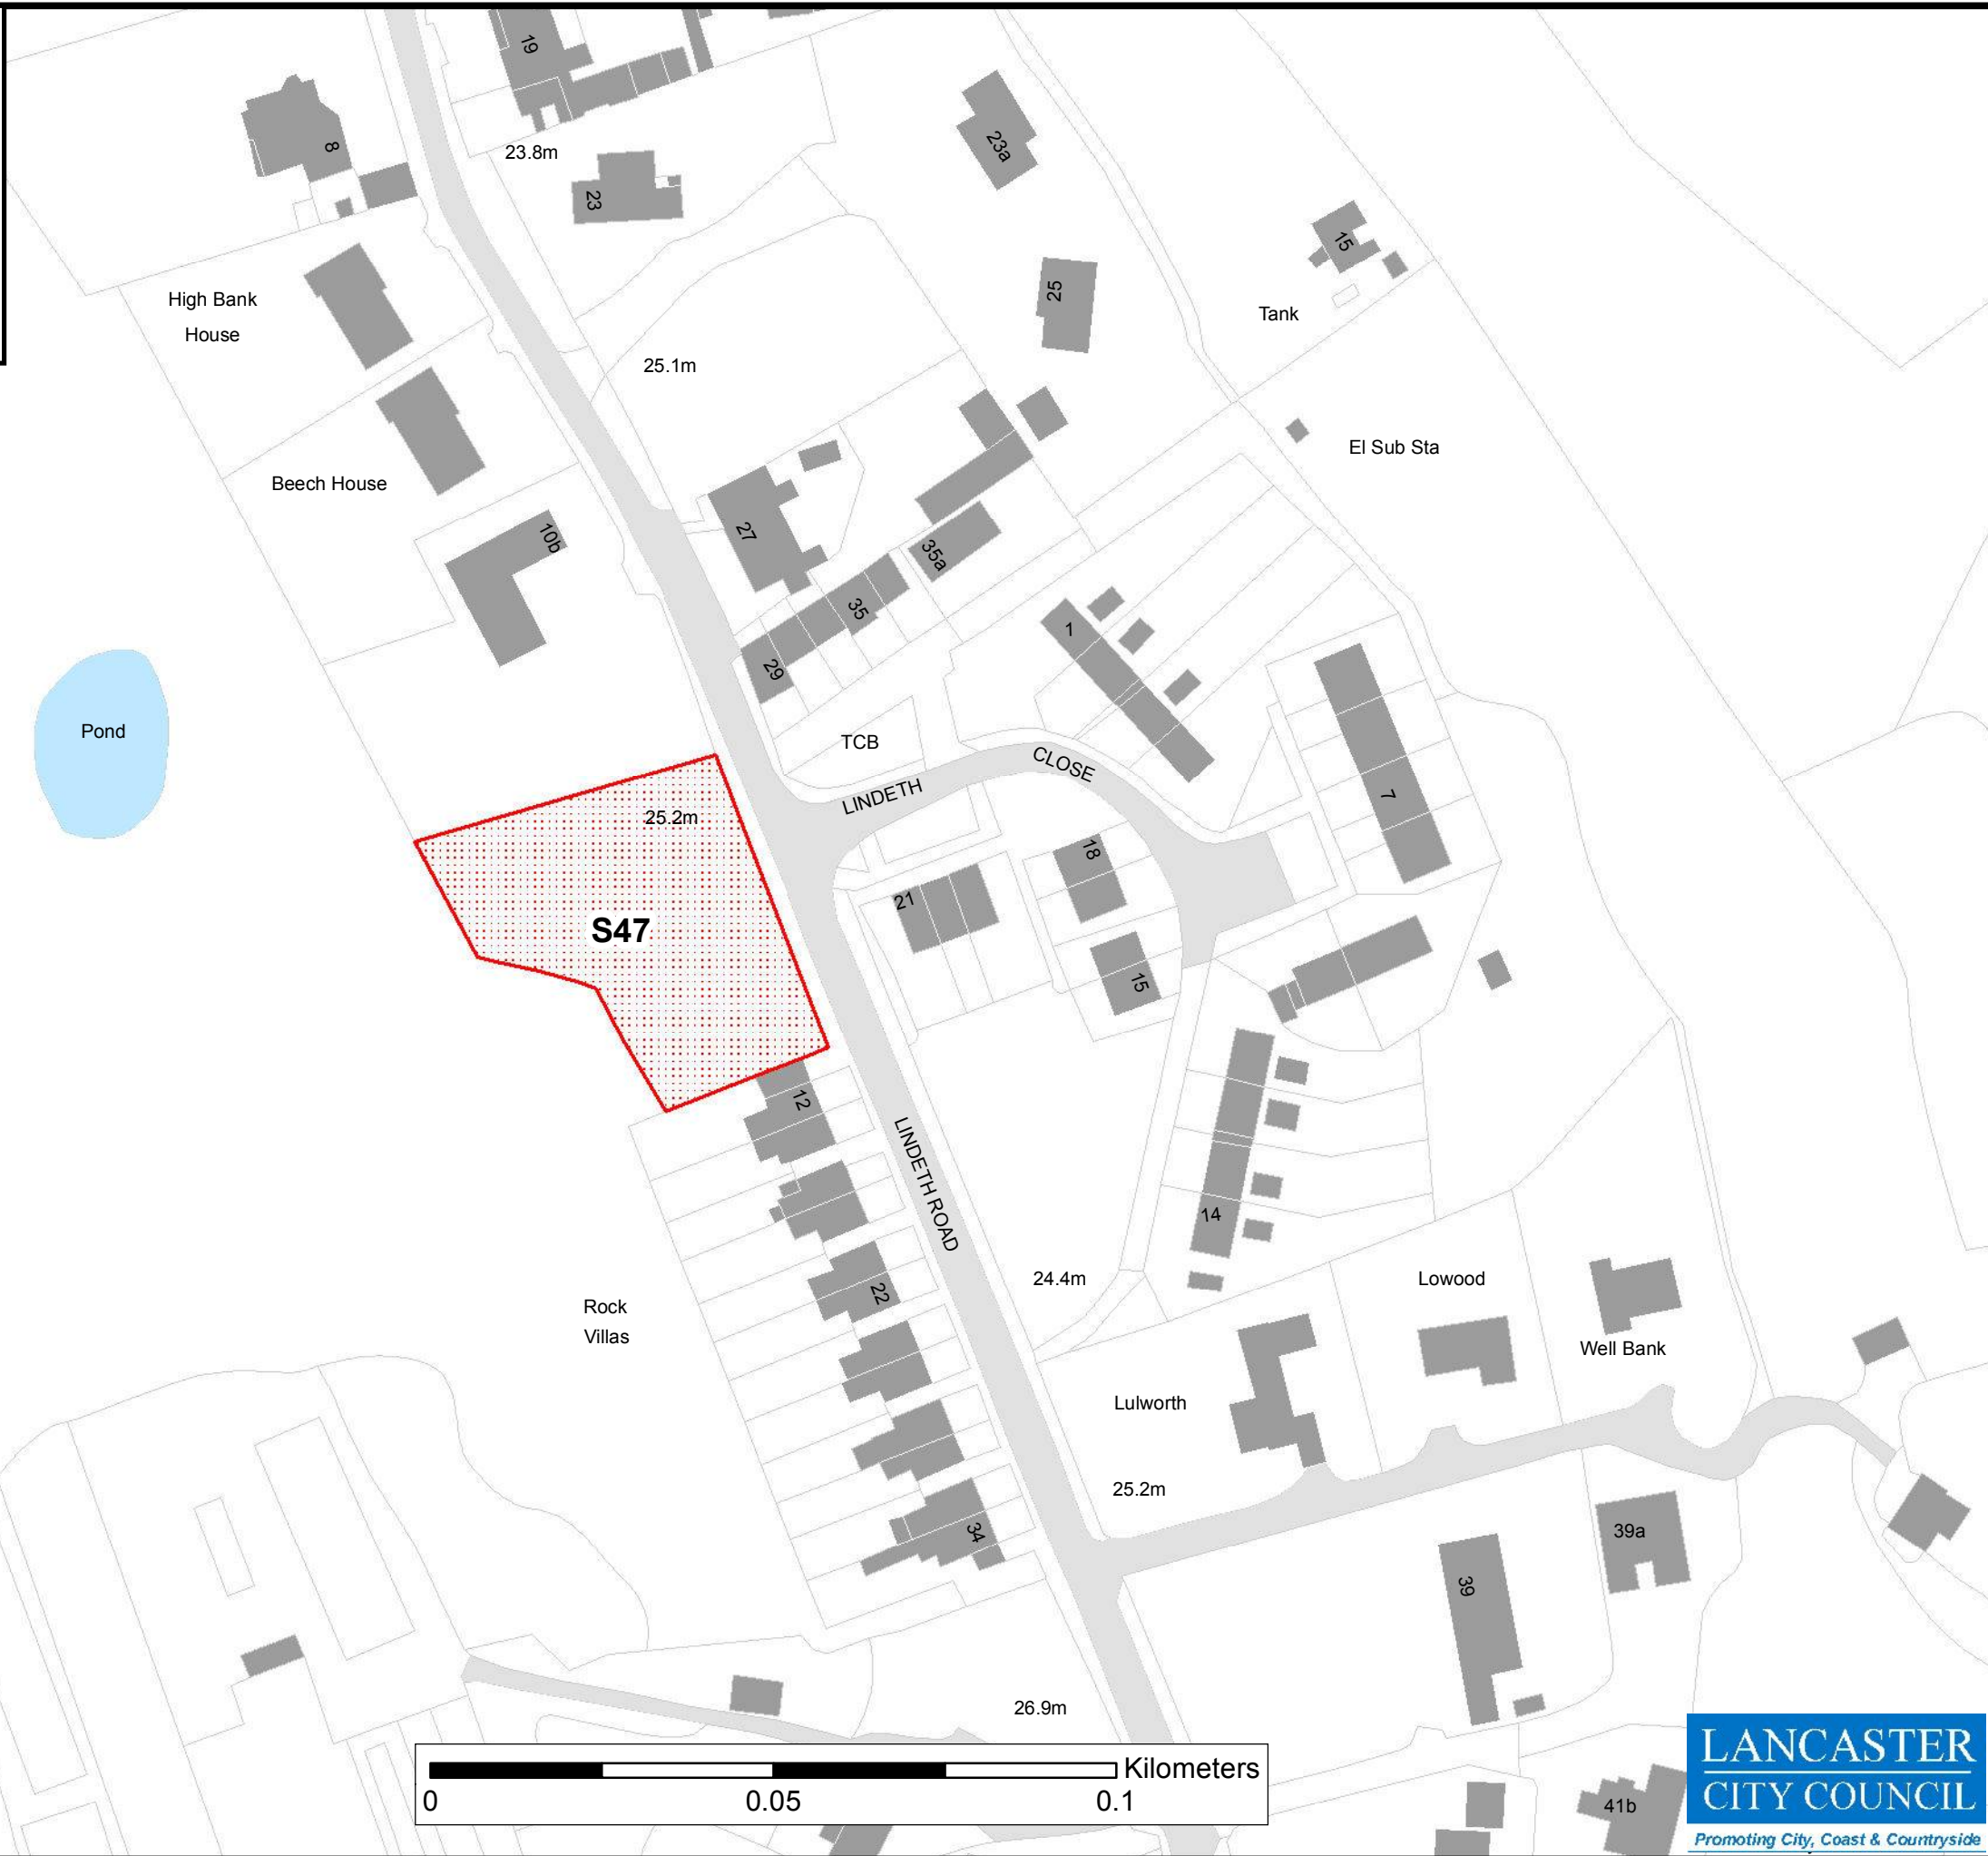 19
8
23.8m
23
23a
15
High Bank
House
25
Tank
25.1m
El Sub Sta
Beech House
10b
27
35a
35
1
29
7
Pond
TCB
CLOSE
LINDETH
25.2m
18
21
S47
15
12
LINDETH ROAD
14
24.4m
Lowood
22
Rock
Villas
Well Bank
Lulworth
25.2m
34
39a
39
26.9m
Kilometers
0 0.05 0.1
41b
LANCASTER
CITY COUNCIL
Promoting City, Coast & Countryside